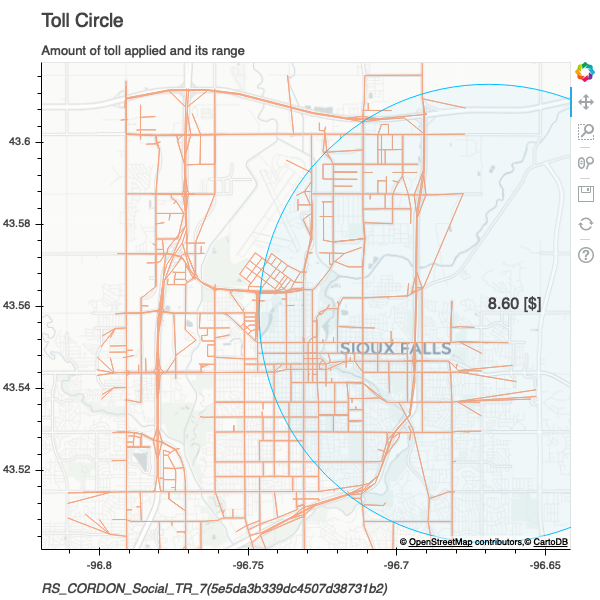 Toll Circle
Amount of toll applied and its range
43.6
43.58
43.56
43.54
43.52
8.60 [$]
SIOUX FALLS
© OpenStreetMap contributors,© CartoDB
-96.8
-96.75
-96.7
-96.65
RS_CORDON_Social_TR_7(5e5da3b339dc4507d38731b2)